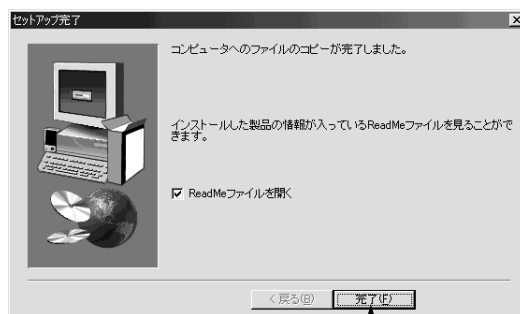 セットアップ完了
コンピュータへのファイルのコピーが完了しました。
インストールした製品の情報が入っているReadMeファイルを見ることがで
きます。
ReadMeファイルを開く
< 戻る(B)
完了(F)